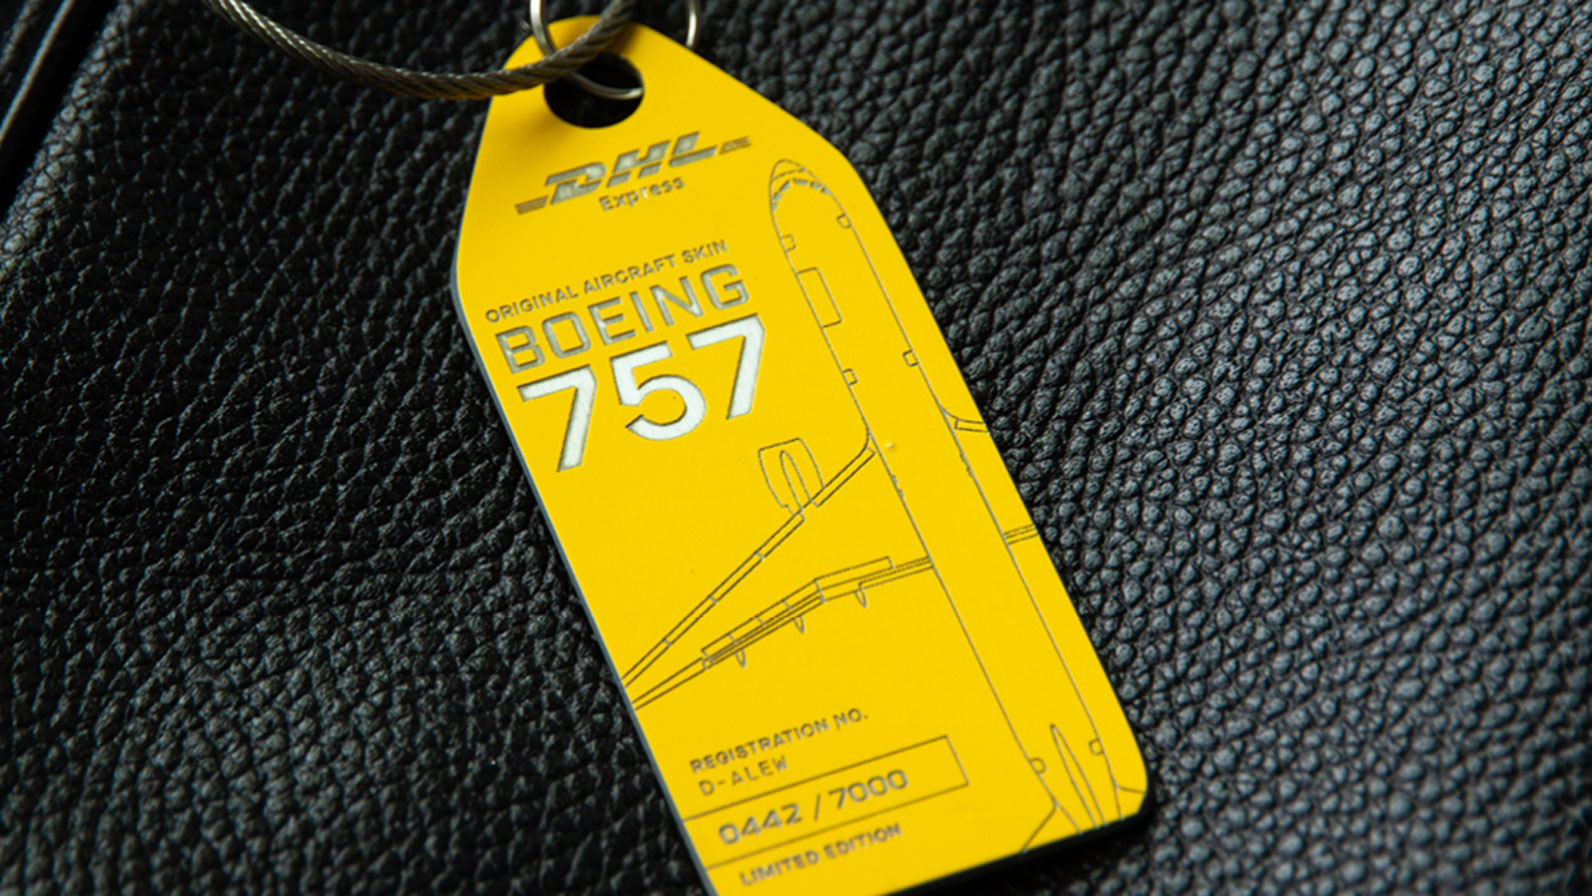 DHL
Express
ORIGINAL AIRCRAFT SKIN
BOEING
757
REGISTRATION NO.
D-ALEW
0442 / 7000
LIMITED EDITION